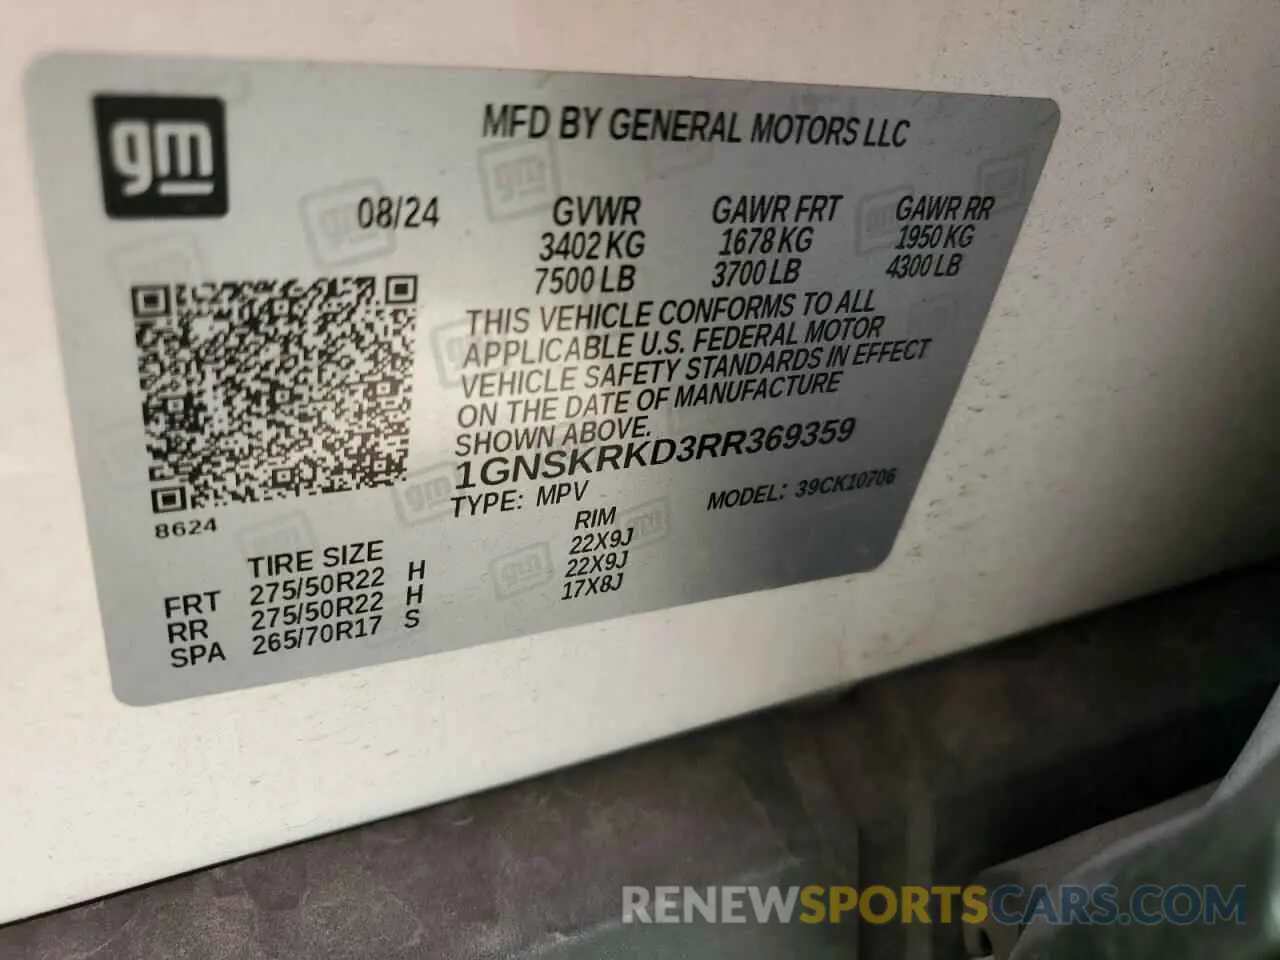 gm
MFD BY GENERAL MOTORS LLC
08/24
GVWR GAWR FRT GAWR RR
3402 KG 1678 KG 1950 KG
7500 LB 3700 LB 4300 LB
THIS VEHICLE CONFORMS TO ALL
APPLICABLE U.S. FEDERAL MOTOR
VEHICLE SAFETY STANDARDS IN EFFECT
ON THE DATE OF MANUFACTURE
SHOWN ABOVE.
1GNSKRKD3RR369359
TYPE: MPV MODEL: 39CK10706
8624
TIRE SIZE RIM
FRT 275/50R22 H 22X9J
RR 275/50R22 H 22X9J
SPA 265/70R17 S 17X8J
RENEWSPORTSCARS.COM